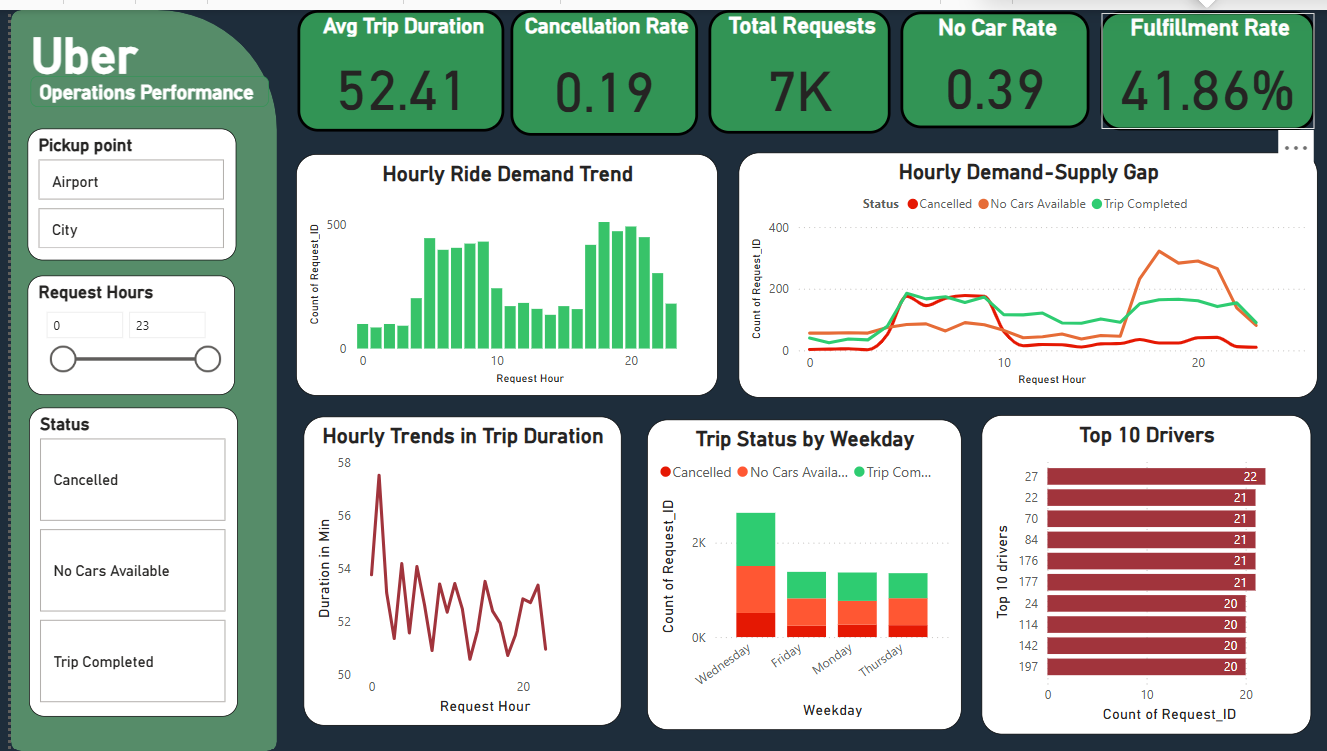 Uber
Operations Performance
Pickup point
Airport
City
Request Hours
0 23
Status
Cancelled
No Cars Available
Trip Completed
Avg Trip Duration
52.41
Cancellation Rate
0.19
Total Requests
7K
No Car Rate
0.39
Fulfillment Rate
41.86%
Hourly Ride Demand Trend
Count of Request_ID
500
0
0 10 20
Request Hour
Hourly Demand-Supply Gap
Status Cancelled No Cars Available Trip Completed
Count of Request_ID
400
200
0
0 10 20
Request Hour
Hourly Trends in Trip Duration
Duration in Min
58
56
54
52
50
0 20
Request Hour
Trip Status by Weekday
Cancelled No Cars Availa... Trip Com...
Count of Request_ID
2K
0K
Wednesday Friday Monday Thursday
Weekday
Top 10 Drivers
Top 10 drivers
27 22
22 21
70 21
84 21
176 21
177 21
24 20
114 20
142 20
197 20
0 10 20
Count of Request_ID